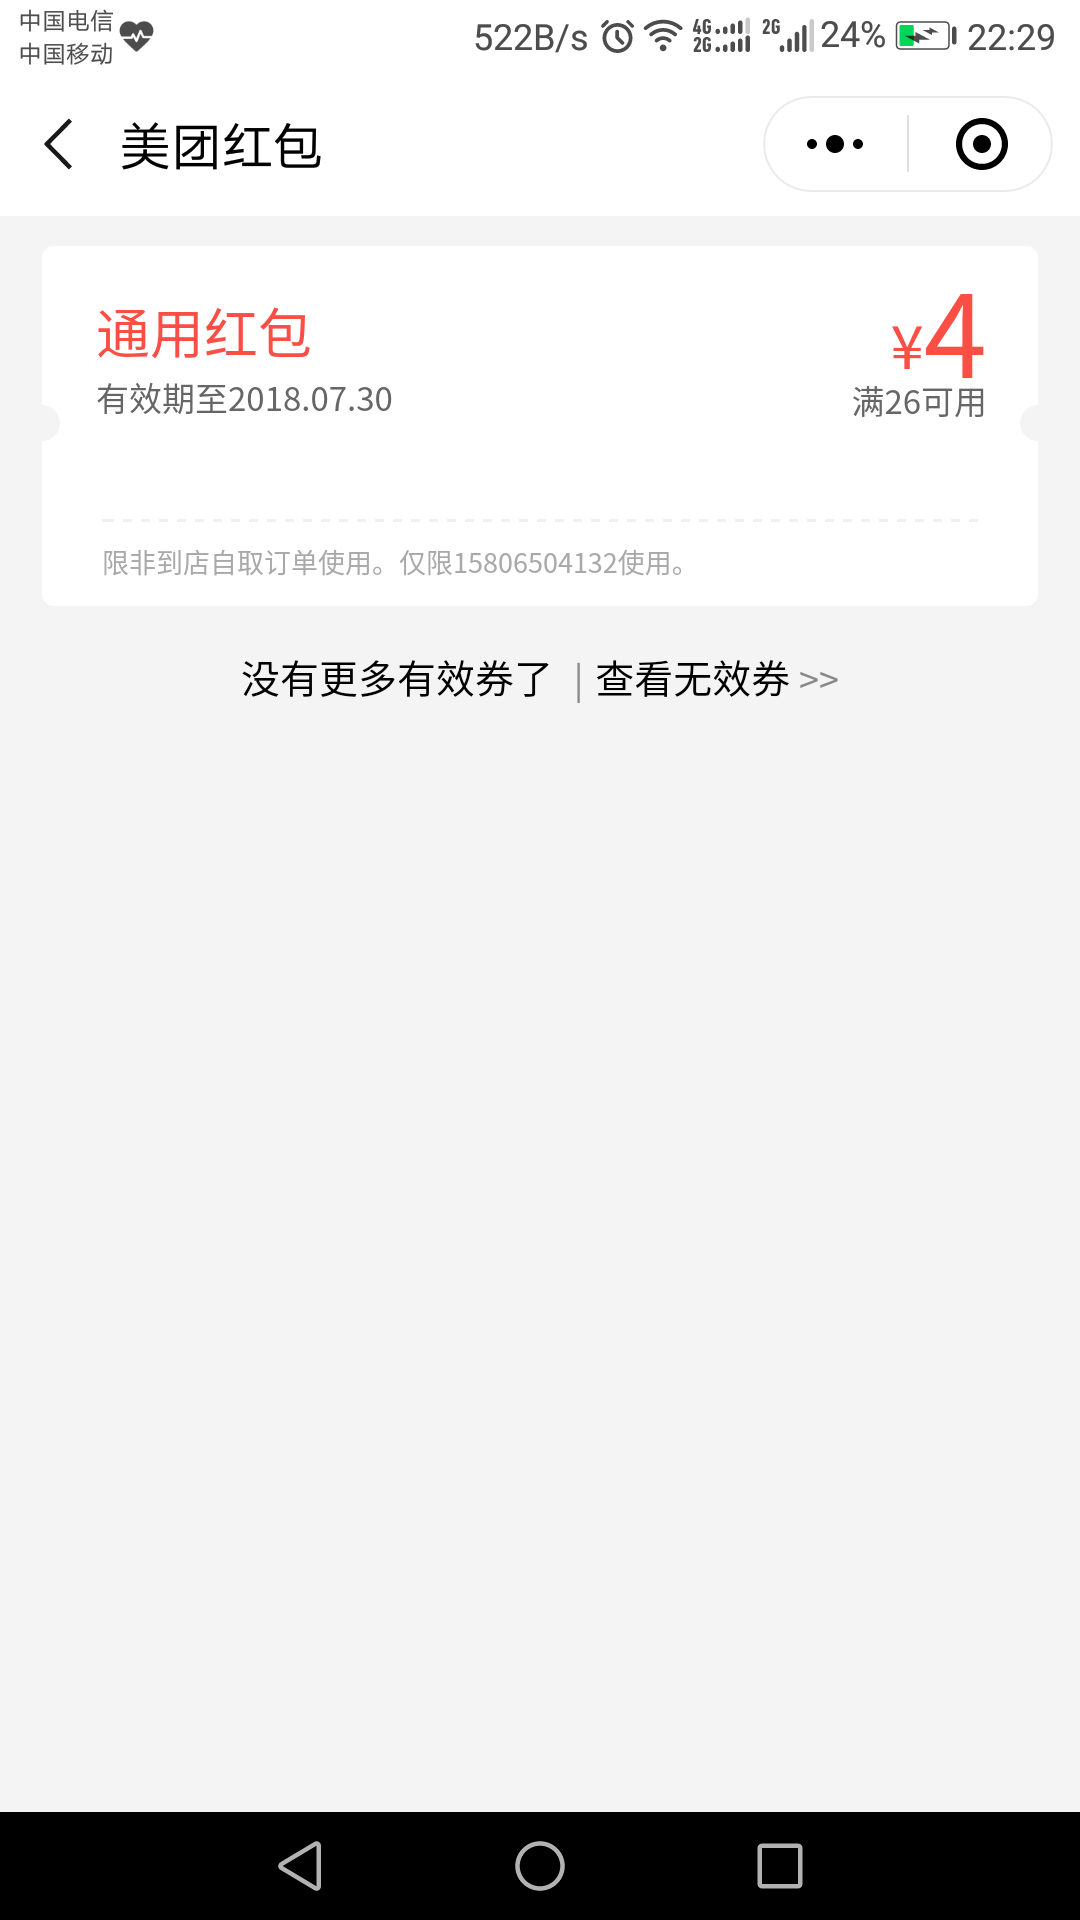 中国电信
中国移动
522B/s 4G 2G 2G 24% 22:29
美团红包
通用红包
¥4
有效期至2018.07.30
满26可用
限非到店自取订单使用。仅限15806504132使用。
没有更多有效券了 | 查看无效券 >>